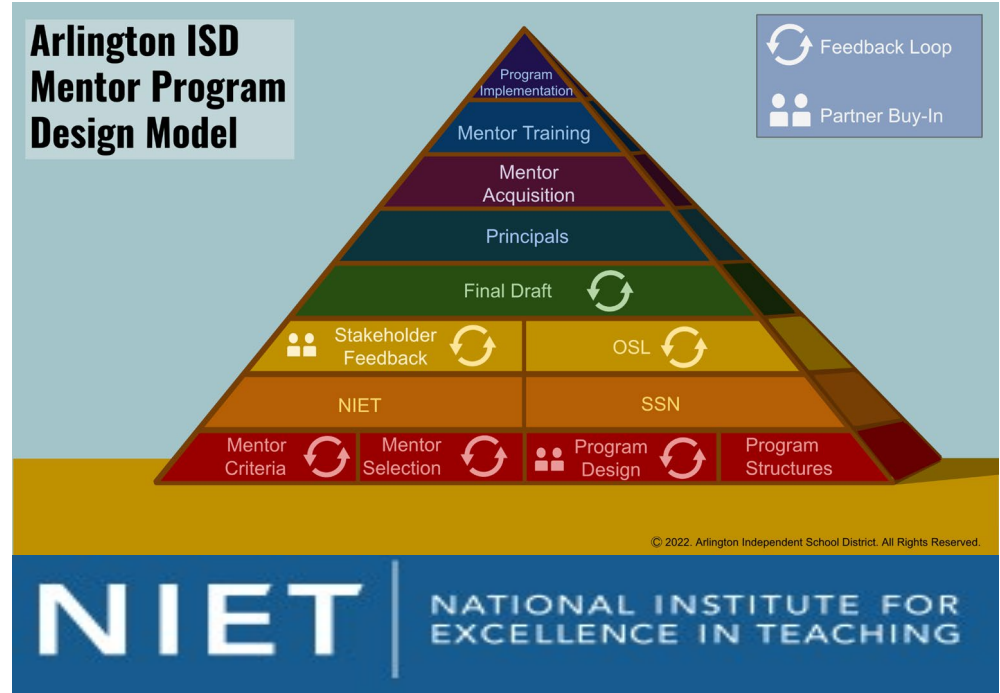 Arlington ISD
Mentor Program
Design Model
Feedback Loop
Partner Buy-In
Program
Implementation
Mentor Training
Mentor
Acquisition
Principals
Final Draft
Stakeholder
Feedback
OSL
NIET
SSN
Mentor
Criteria
Mentor
Selection
Program
Design
Program
Structures
© 2022. Arlington Independent School District. All Rights Reserved.
NIET
NATIONAL INSTITUTE FOR
EXCELLENCE IN TEACHING